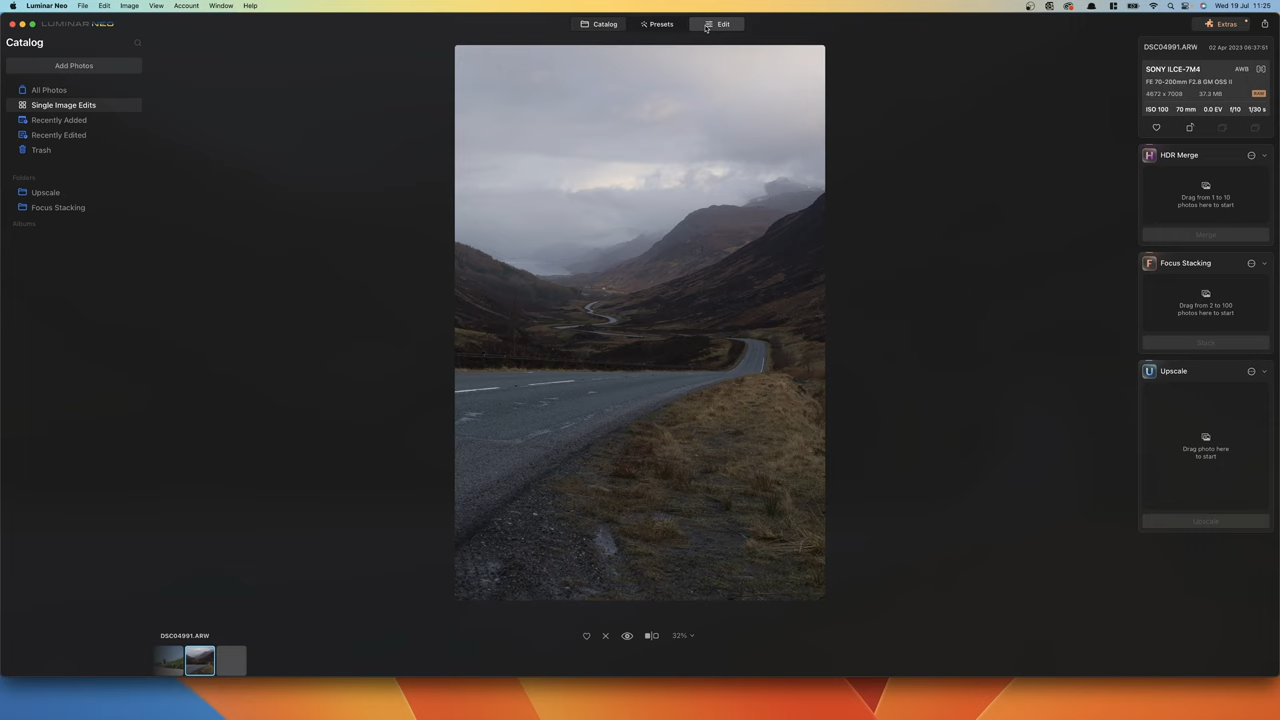 Luminar Neo File Edit Image View Account Window Help
Wed 19 Jul 11:25
LUMINAR NEO
Catalog Presets Edit
Extras
Catalog
Add Photos
All Photos
Single Image Edits
Recently Added
Recently Edited
Trash
Folders
Upscale
Focus Stacking
Albums
DSC04991.ARW 02 Apr 2023 06:37:51
SONY ILCE-7M4 AWB
FE 70-200mm F2.8 GM OSS II
4672 x 7008 37.3 MB RAW
ISO 100 70 mm 0.0 EV f/10 1/30 s
H HDR Merge
Drag from 1 to 10
photos here to start
Merge
F Focus Stacking
Drag from 2 to 100
photos here to start
Stack
U Upscale
Drag photo here
to start
Upscale
DSC04991.ARW
32%